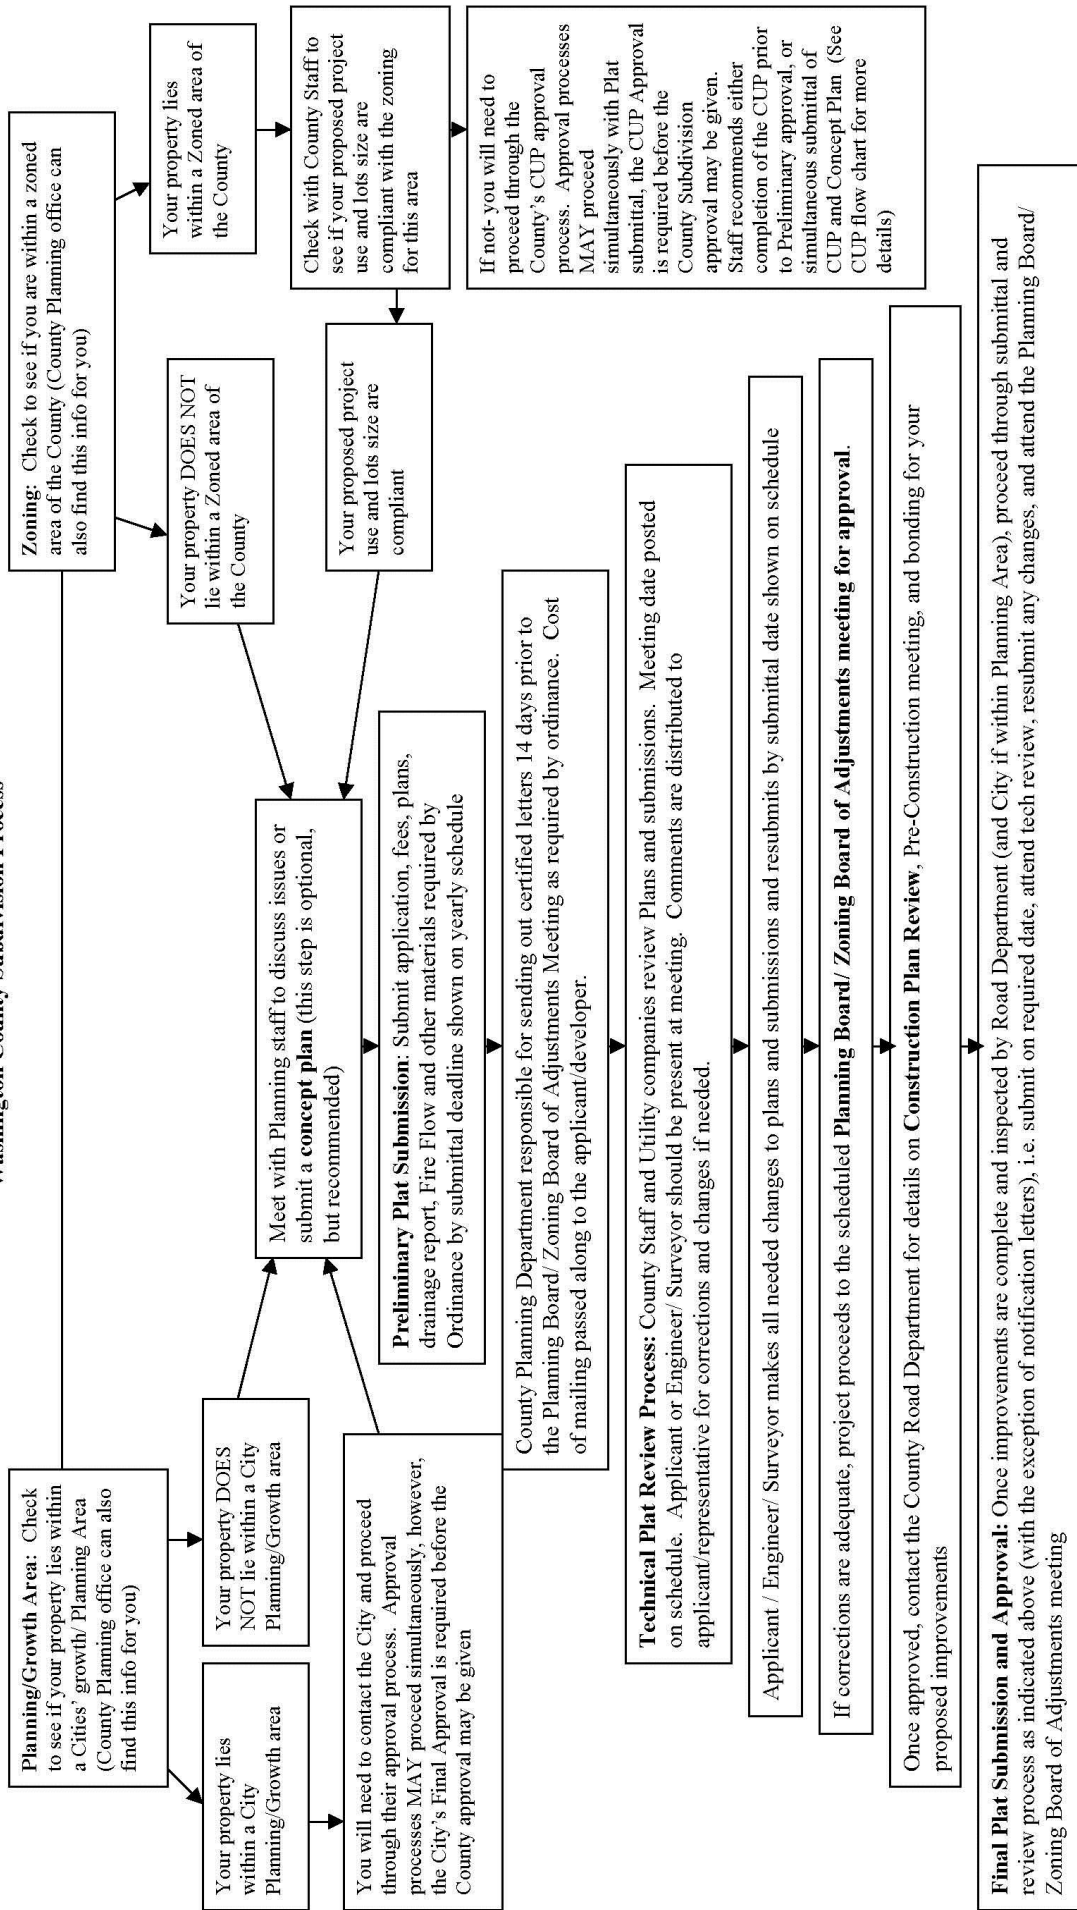 Washington County Subdivision Process
Planning/Growth Area: Check
to see if your property lies within
a Cities' growth/ Planning Area
(County Planning office can also
find this info for you)
Zoning: Check to see if you are within a zoned
area of the County (County Planning office can
also find this info for you)
Your property lies
within a City
Planning/Growth area
Your property DOES
NOT lie within a City
Planning/Growth area
Your property DOES NOT
lie within a Zoned area of
the County
Your property lies
within a Zoned area of
the County
You will need to contact the City and proceed
through their approval process. Approval
processes MAY proceed simultaneously, however,
the City's Final Approval is required before the
County approval may be given
Meet with Planning staff to discuss issues or
submit a concept plan (this step is optional,
but recommended)
Your proposed project
use and lots size are
compliant
Check with County Staff to
see if your proposed project
use and lots size are
compliant with the zoning
for this area
If not- you will need to
proceed through the
County's CUP approval
process. Approval processes
MAY proceed
simultaneously with Plat
submittal, the CUP Approval
is required before the
County Subdivision
approval may be given.
Staff recommends either
completion of the CUP prior
to Preliminary approval, or
simultaneous submittal of
CUP and Concept Plan (See
CUP flow chart for more
details)
Preliminary Plat Submission: Submit application, fees, plans,
drainage report, Fire Flow and other materials required by
Ordinance by submittal deadline shown on yearly schedule
County Planning Department responsible for sending out certified letters 14 days prior to
the Planning Board/ Zoning Board of Adjustments Meeting as required by ordinance. Cost
of mailing passed along to the applicant/developer.
Technical Plat Review Process: County Staff and Utility companies review Plans and submissions. Meeting date posted
on schedule. Applicant or Engineer/ Surveyor should be present at meeting. Comments are distributed to
applicant/representative for corrections and changes if needed.
Applicant / Engineer/ Surveyor makes all needed changes to plans and submissions and resubmits by submittal date shown on schedule
If corrections are adequate, project proceeds to the scheduled Planning Board/ Zoning Board of Adjustments meeting for approval.
Once approved, contact the County Road Department for details on Construction Plan Review, Pre-Construction meeting, and bonding for your
proposed improvements
Final Plat Submission and Approval: Once improvements are complete and inspected by Road Department (and City if within Planning Area), proceed through submittal and
review process as indicated above (with the exception of notification letters), i.e. submit on required date, attend tech review, resubmit any changes, and attend the Planning Board/
Zoning Board of Adjustments meeting